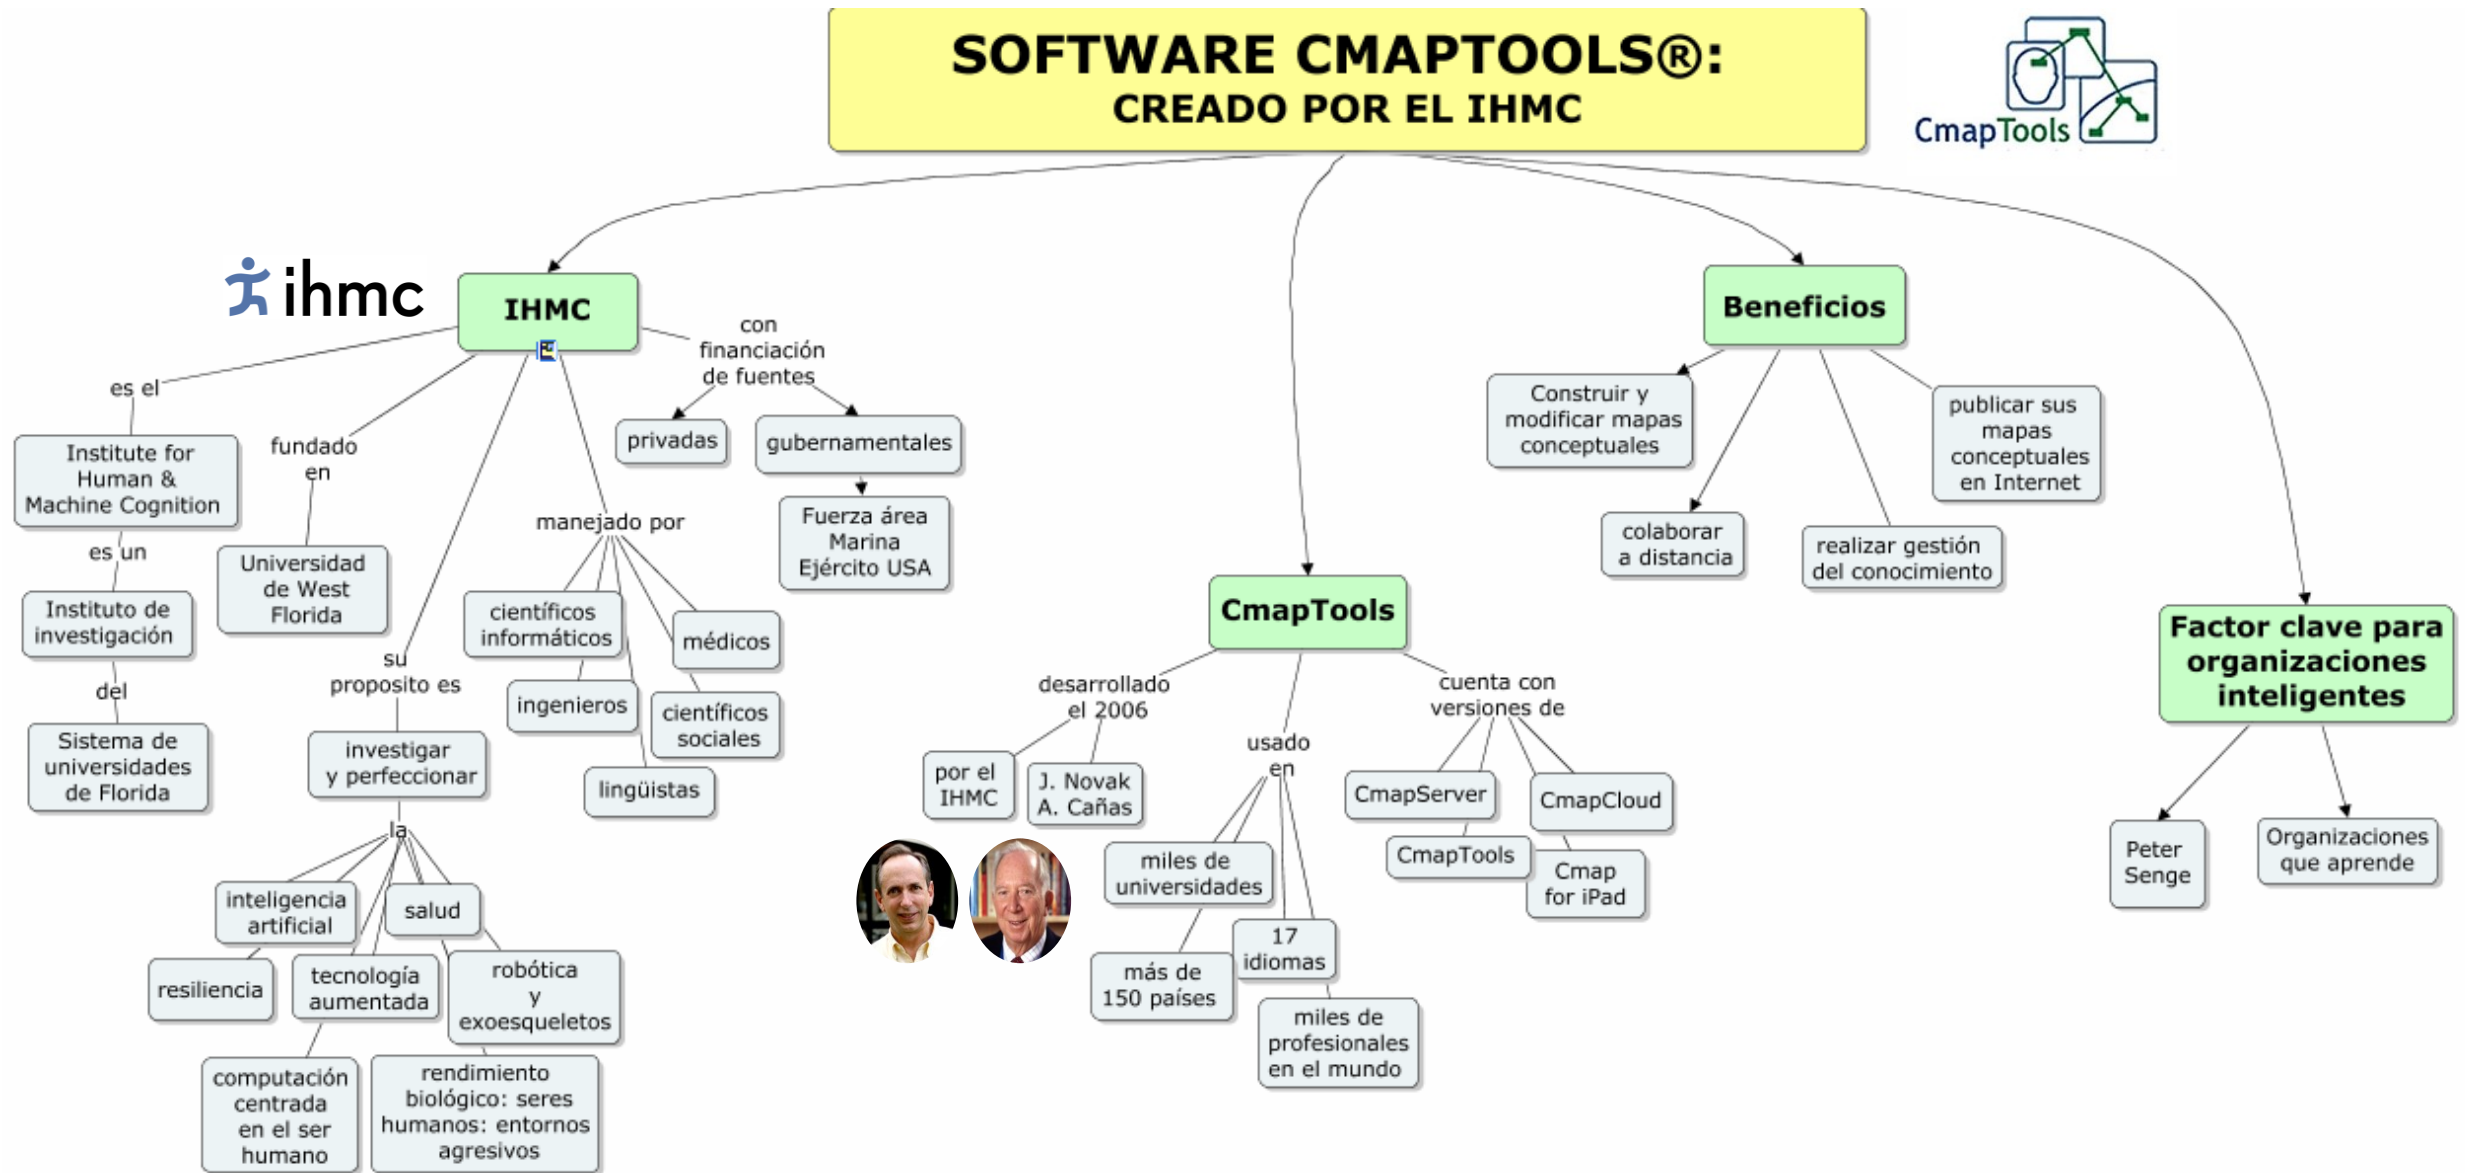 SOFTWARE CMAPTOOLS®:
CREADO POR EL IHMC
CmapTools
ihmc
IHMC
es el
Institute for
Human &
Machine Cognition
es un
Instituto de
investigación
del
Sistema de
universidades
de Florida
fundado
en
Universidad
de West
Florida
su
proposito es
investigar
y perfeccionar
la
inteligencia
artificial
salud
resiliencia
tecnología
aumentada
robótica
y
exoesqueletos
computación
centrada
en el ser
humano
rendimiento
biológico: seres
humanos: entornos
agresivos
manejado por
científicos
informáticos
médicos
ingenieros
científicos
sociales
lingüistas
con
financiación
de fuentes
privadas
gubernamentales
Fuerza área
Marina
Ejército USA
CmapTools
desarrollado
el 2006
por el
IHMC
J. Novak
A. Cañas
usado
en
miles de
universidades
más de
150 países
17
idiomas
miles de
profesionales
en el mundo
cuenta con
versiones de
CmapServer
CmapCloud
CmapTools
Cmap
for iPad
Beneficios
Construir y
modificar mapas
conceptuales
colaborar
a distancia
realizar gestión
del conocimiento
publicar sus
mapas
conceptuales
en Internet
Factor clave para
organizaciones
inteligentes
Peter
Senge
Organizaciones
que aprende